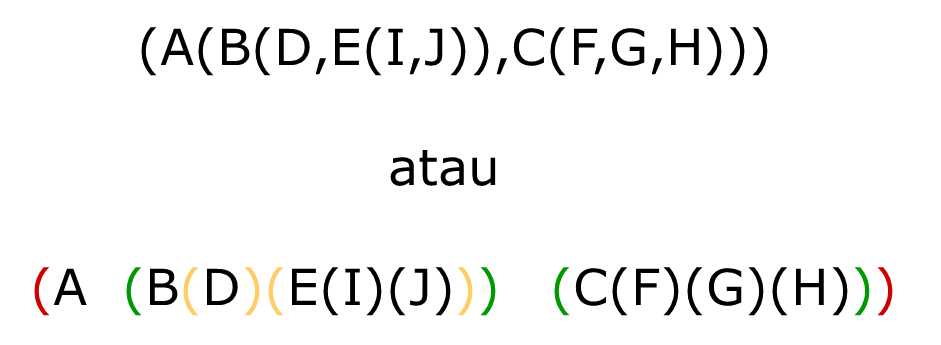 (A(B(D,E(I,J)),C(F,G,H)))
atau
(A (B(D)(E(I)(J))) (C(F)(G)(H)))